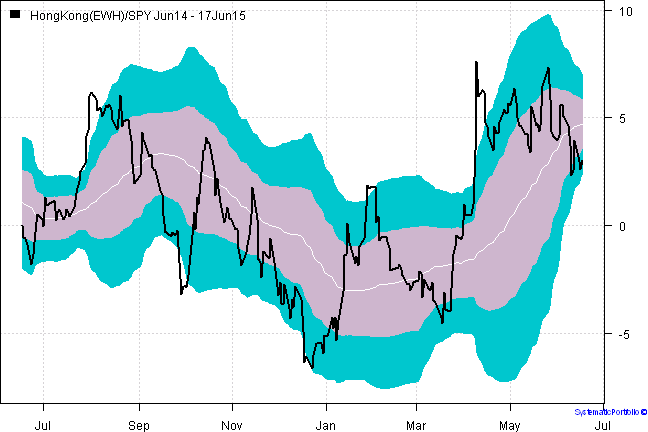 HongKong(EWH)/SPY Jun14 - 17Jun15
10
5
0
-5
Jul Sep Nov Jan Mar May Jul
SystematicPortfolio ©